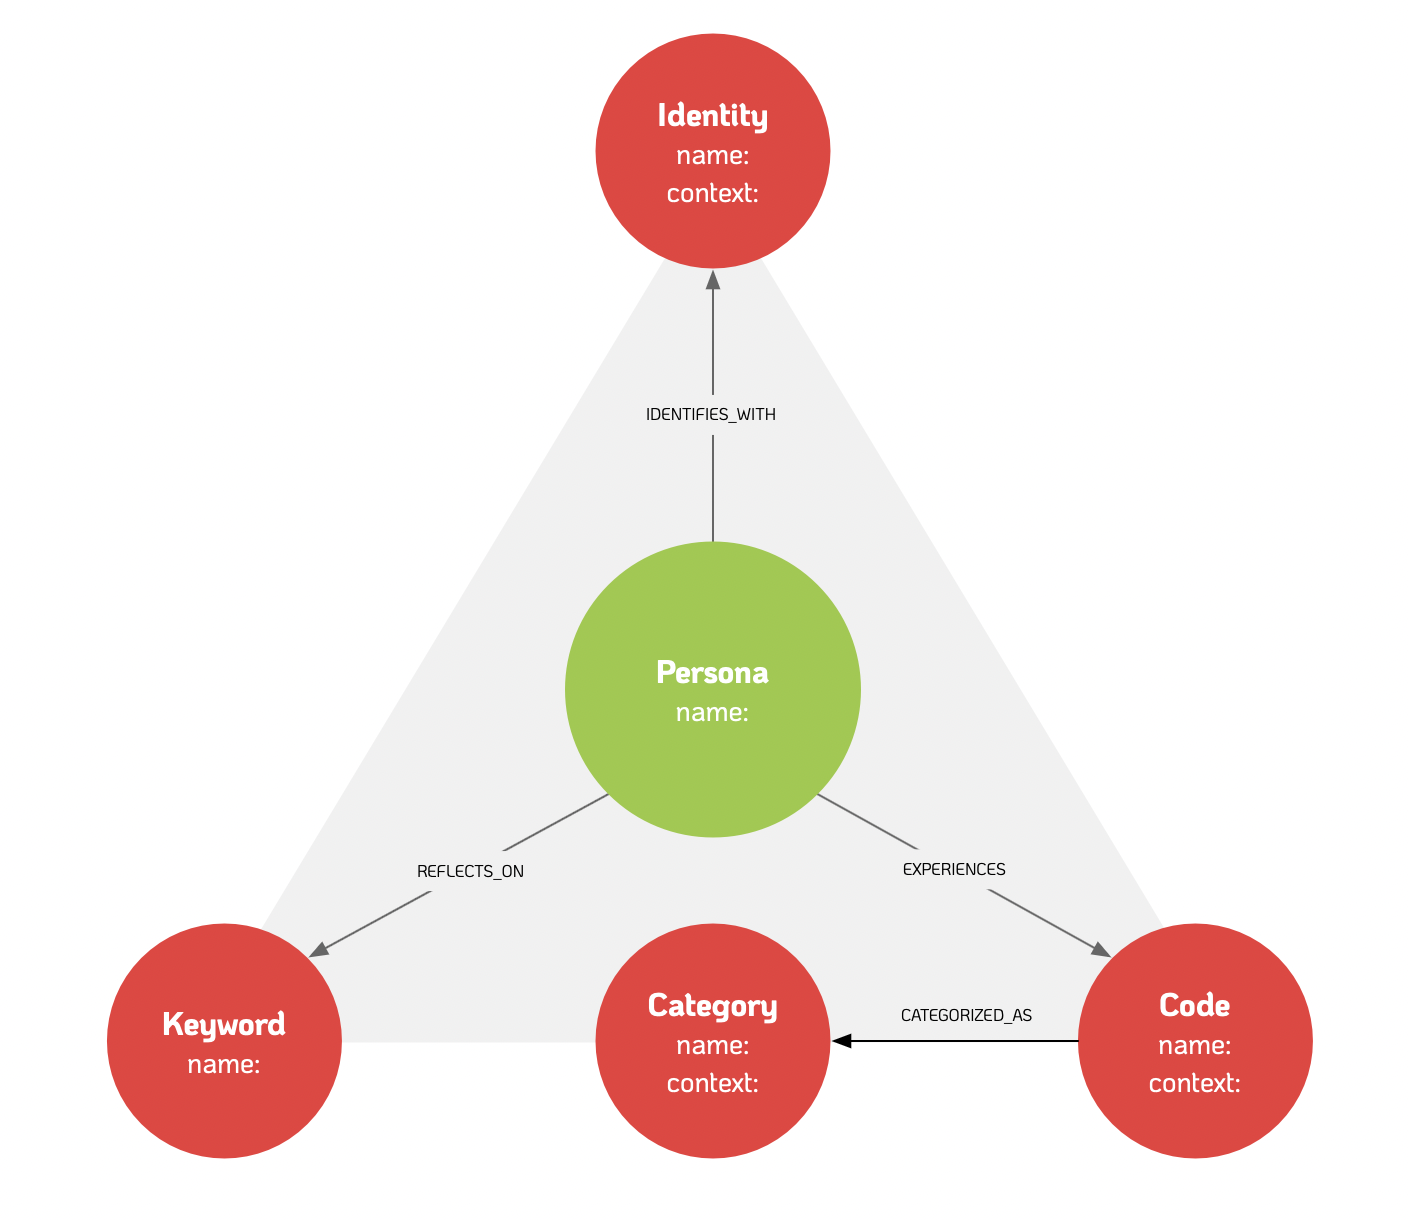 Identity
name:
context:
IDENTIFIES_WITH
Persona
name:
REFLECTS_ON
EXPERIENCES
Keyword
name:
Category
name:
context:
CATEGORIZED_AS
Code
name:
context: